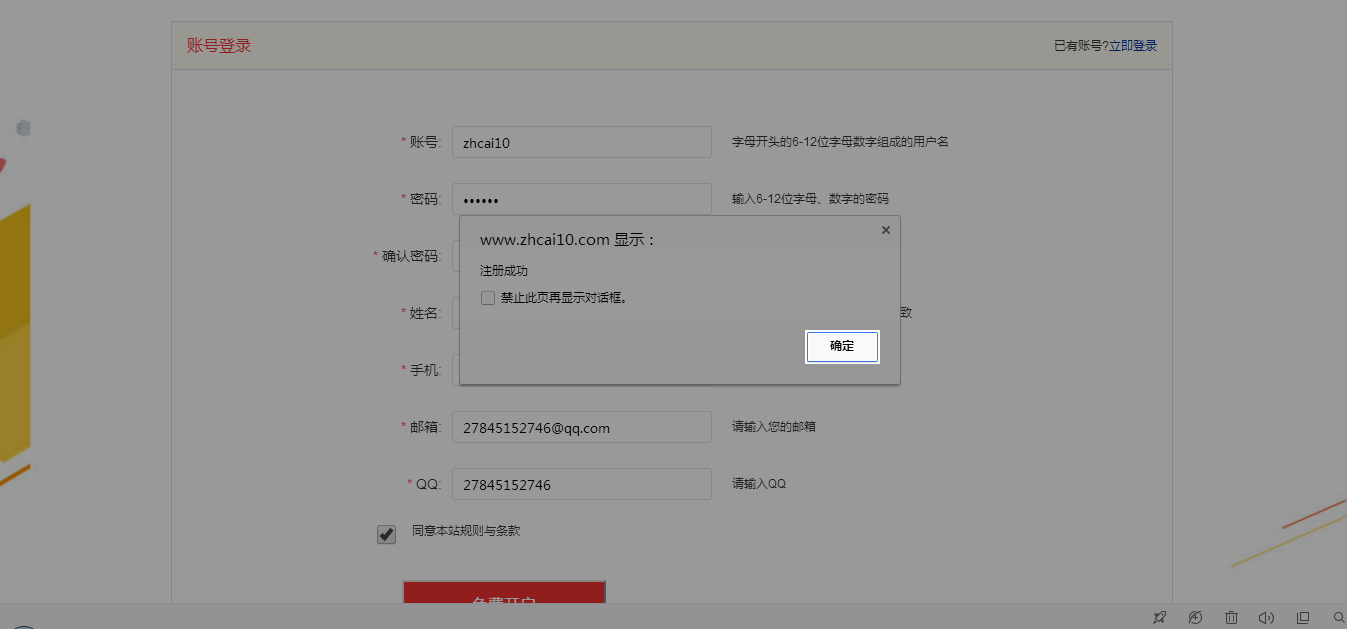 账号登录
已有账号?立即登录
* 账号: zhcai10 字母开头的6-12位字母数字组成的用户名
* 密码: •••••• 输入6-12位字母、数字的密码
www.zhcai10.com 显示：
* 确认密码:
注册成功
禁止此页再显示对话框。
* 姓名: 致
确定
* 手机:
* 邮箱: 27845152746@qq.com 请输入您的邮箱
* QQ: 27845152746 请输入QQ
同意本站规则与条款
免费开户